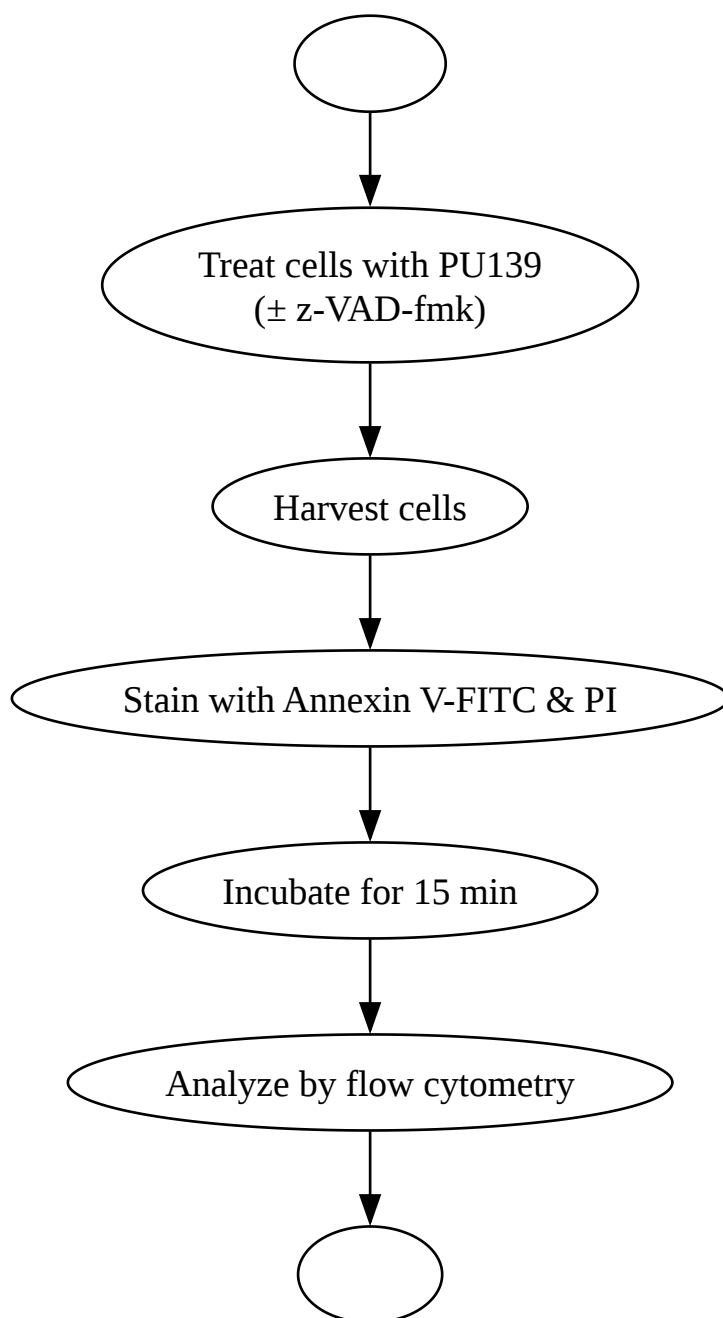 Treat cells with PU139
(± z-VAD-fmk)
Harvest cells
Stain with Annexin V-FITC & PI
Incubate for 15 min
Analyze by flow cytometry